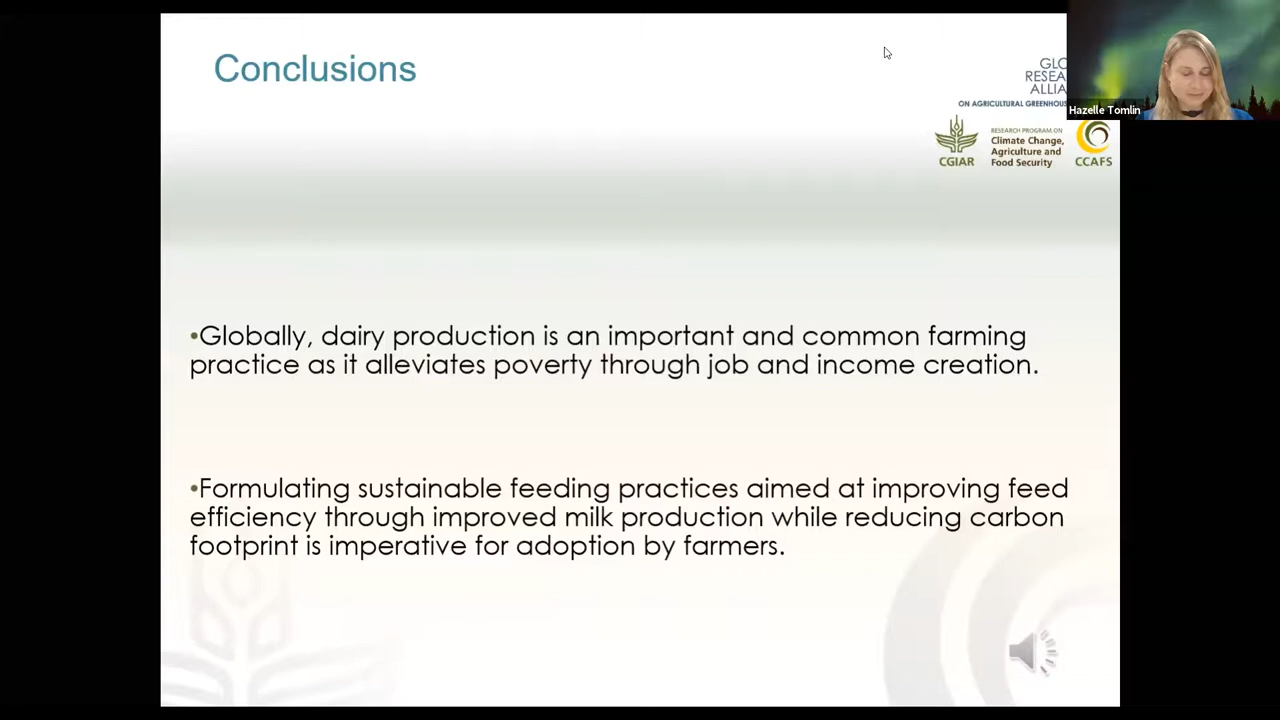 Conclusions
GLO
RESEA
ALLIA
ON AGRICULTURAL GREENHOUS
Hazelle Tomlin
CGIAR
RESEARCH PROGRAM ON
Climate Change,
Agriculture and
Food Security
CCAFS
•Globally, dairy production is an important and common farming
practice as it alleviates poverty through job and income creation.
•Formulating sustainable feeding practices aimed at improving feed
efficiency through improved milk production while reducing carbon
footprint is imperative for adoption by farmers.